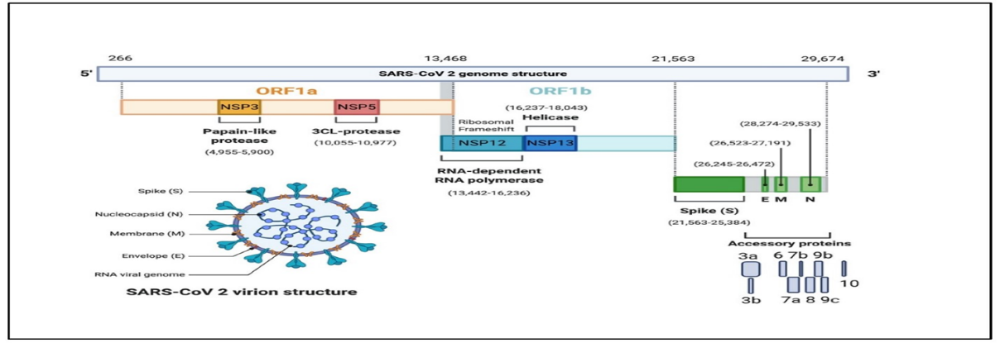 266 13,468 21,563 29,674
5' SARS-CoV 2 genome structure 3'
ORF1a ORF1b
NSP3 NSP5
(16,237-18,043)
Helicase
Papain-like
protease
(4,955-5,900)
3CL-protease
(10,055-10,977)
Ribosomal
Frameshift
NSP12 NSP13
RNA-dependent
RNA polymerase
(13,442-16,236)
(28,274-29,533)
(26,523-27,191)
(26,245-26,472)
E M N
Spike (S)
(21,563-25,384)
Accessory proteins
3a 6 7b 9b
10
3b 7a 8 9c
Spike (S)
Nucleocapsid (N)
Membrane (M)
Envelope (E)
RNA viral genome
SARS-CoV 2 virion structure